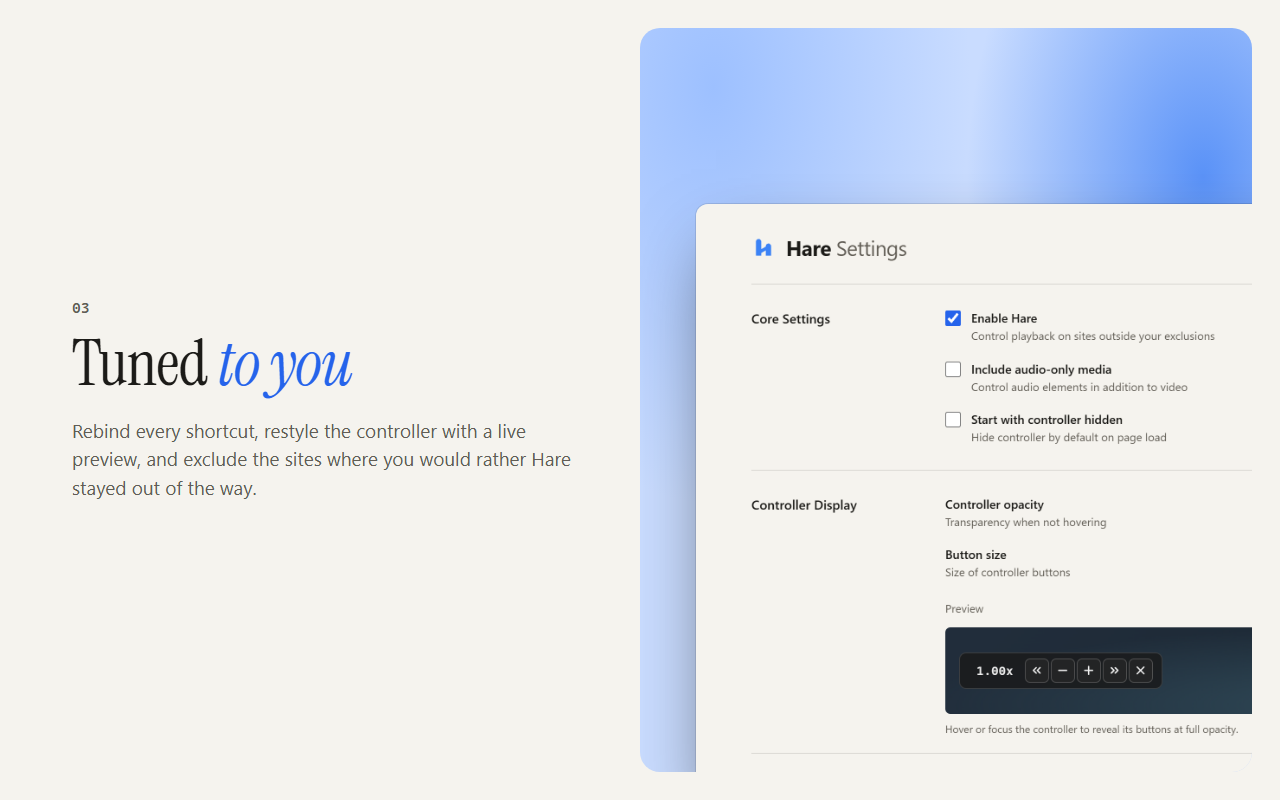 03
Tuned to you
Rebind every shortcut, restyle the controller with a live
preview, and exclude the sites where you would rather Hare
stayed out of the way.
Hare Settings
Core Settings
Enable Hare
Control playback on sites outside your exclusions
Include audio-only media
Control audio elements in addition to video
Start with controller hidden
Hide controller by default on page load
Controller Display
Controller opacity
Transparency when not hovering
Button size
Size of controller buttons
Preview
1.00x « − + » ×
Hover or focus the controller to reveal its buttons at full opacity.